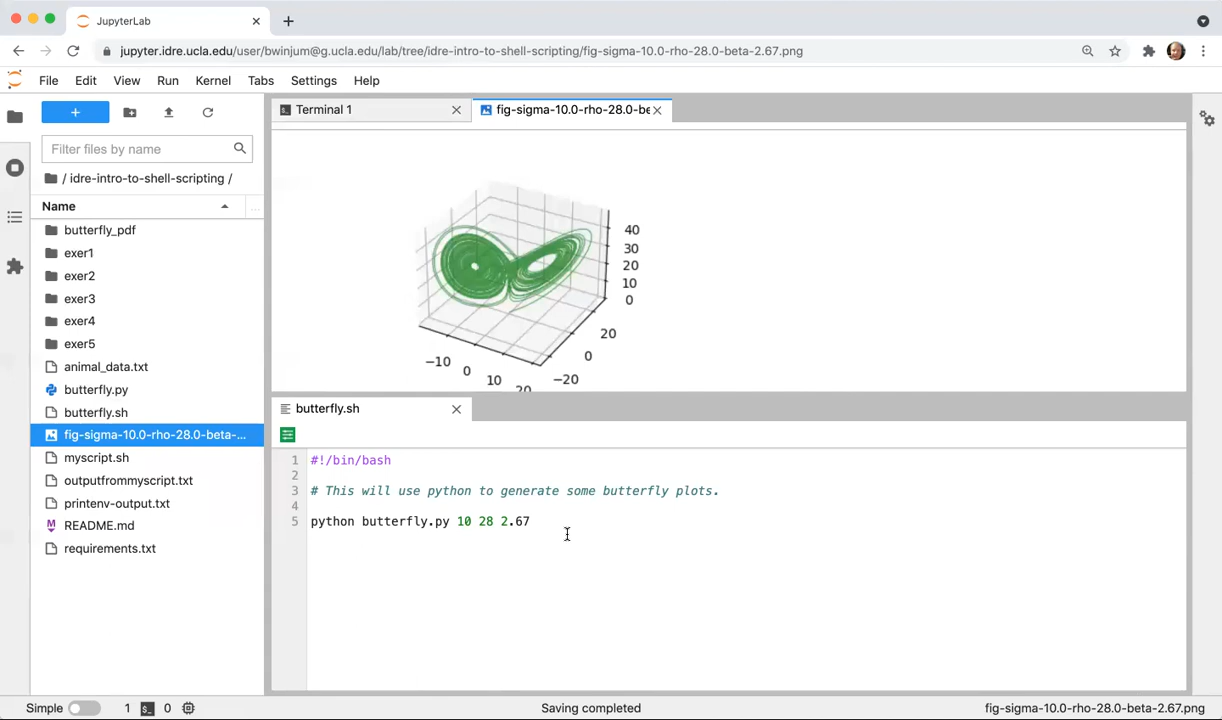 JupyterLab
jupyter.idre.ucla.edu/user/bwinjum@g.ucla.edu/lab/tree/idre-intro-to-shell-scripting/fig-sigma-10.0-rho-28.0-beta-2.67.png
File Edit View Run Kernel Tabs Settings Help
Terminal 1
fig-sigma-10.0-rho-28.0-be
Filter files by name
/ idre-intro-to-shell-scripting /
Name
butterfly_pdf
exer1
exer2
exer3
exer4
exer5
animal_data.txt
butterfly.py
butterfly.sh
fig-sigma-10.0-rho-28.0-beta-...
myscript.sh
outputfrommyscript.txt
printenv-output.txt
README.md
requirements.txt
40
30
20
10
0
20
0
−20
−10
0
10
20
butterfly.sh
1 #!/bin/bash
2
3 # This will use python to generate some butterfly plots.
4
5 python butterfly.py 10 28 2.67
Simple 1 $_ 0 Saving completed fig-sigma-10.0-rho-28.0-beta-2.67.png